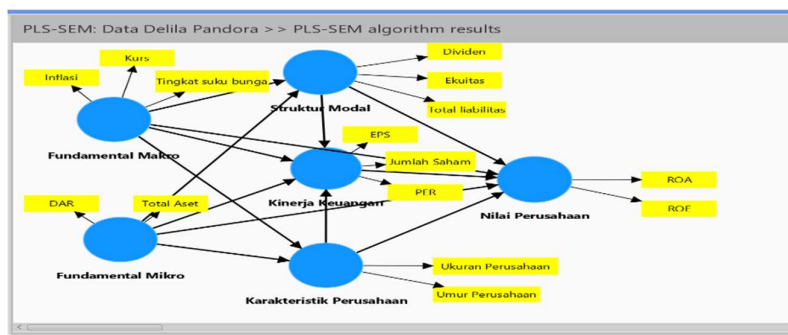 PLS-SEM: Data Delila Pandora >> PLS-SEM algorithm results
Kurs
Inflasi
Tingkat suku bunga
Fundamental Makro
Dividen
Ekuitas
Total liabilitas
Struktur Modal
EPS
Jumlah Saham
PER
Kinerja Keuangan
DAR
Total Aset
Fundamental Mikro
ROA
ROE
Nilai Perusahaan
Ukuran Perusahaan
Umur Perusahaan
Karakteristik Perusahaan